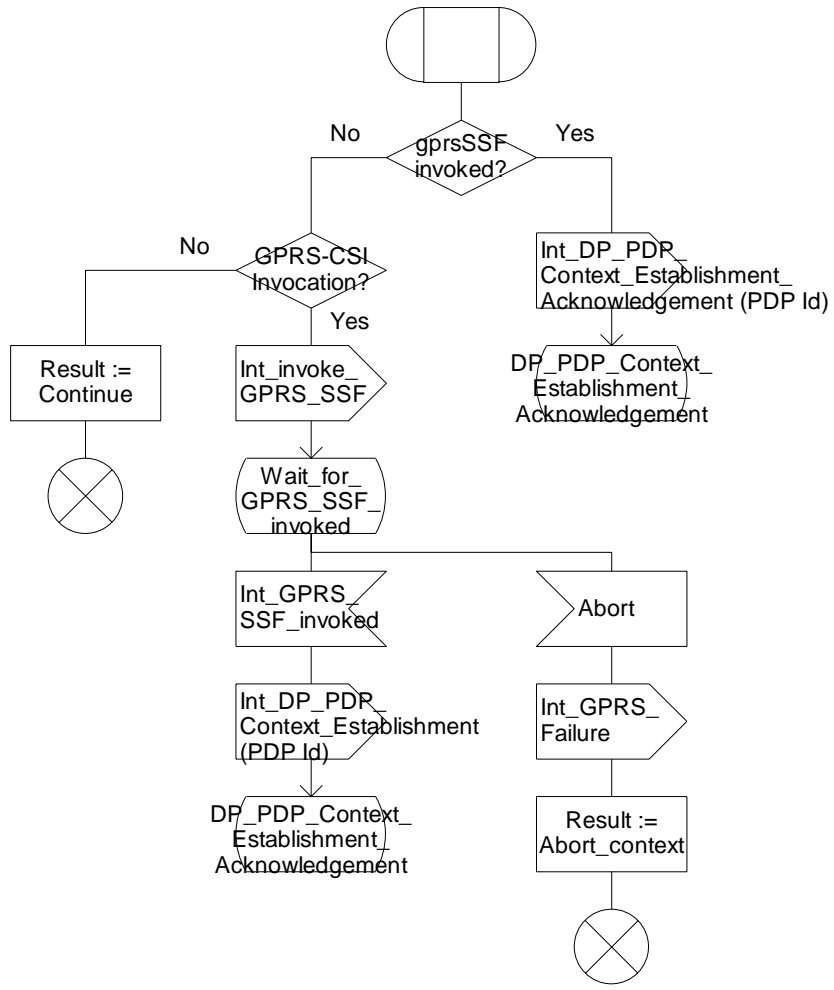 No
gprsSSF
invoked?
Yes
No
GPRS-CSI
Invocation?
Yes
Int_DP_PDP_
Context_Establishment_
Acknowledgement (PDP Id)
Result :=
Continue
Int_invoke_
GPRS_SSF
DP_PDP_Context_
Establishment_
Acknowledgement
Wait_for_
GPRS_SSF_
invoked
Int_GPRS_
SSF_invoked
Abort
Int_DP_PDP_
Context_Establishment
(PDP Id)
Int_GPRS_
Failure
DP_PDP_Context_
Establishment_
Acknowledgement
Result :=
Abort_context